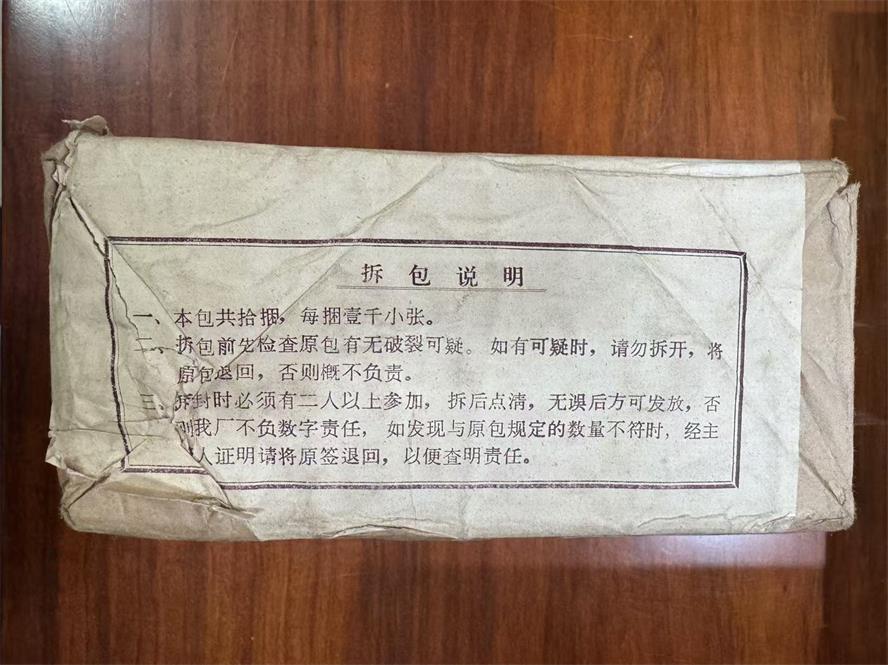 拆包说明
一、本包共拾捆，每捆壹千小张。
二、拆包前先检查原包有无破裂可疑。如有可疑时，请勿拆开，将
原包退回，否则概不负责。
三、开封时必须有二人以上参加，拆后点清，无误后方可发放，否
则我厂不负数字责任，如发现与原包规定的数量不符时，经主
人证明请将原签退回，以便查明责任。